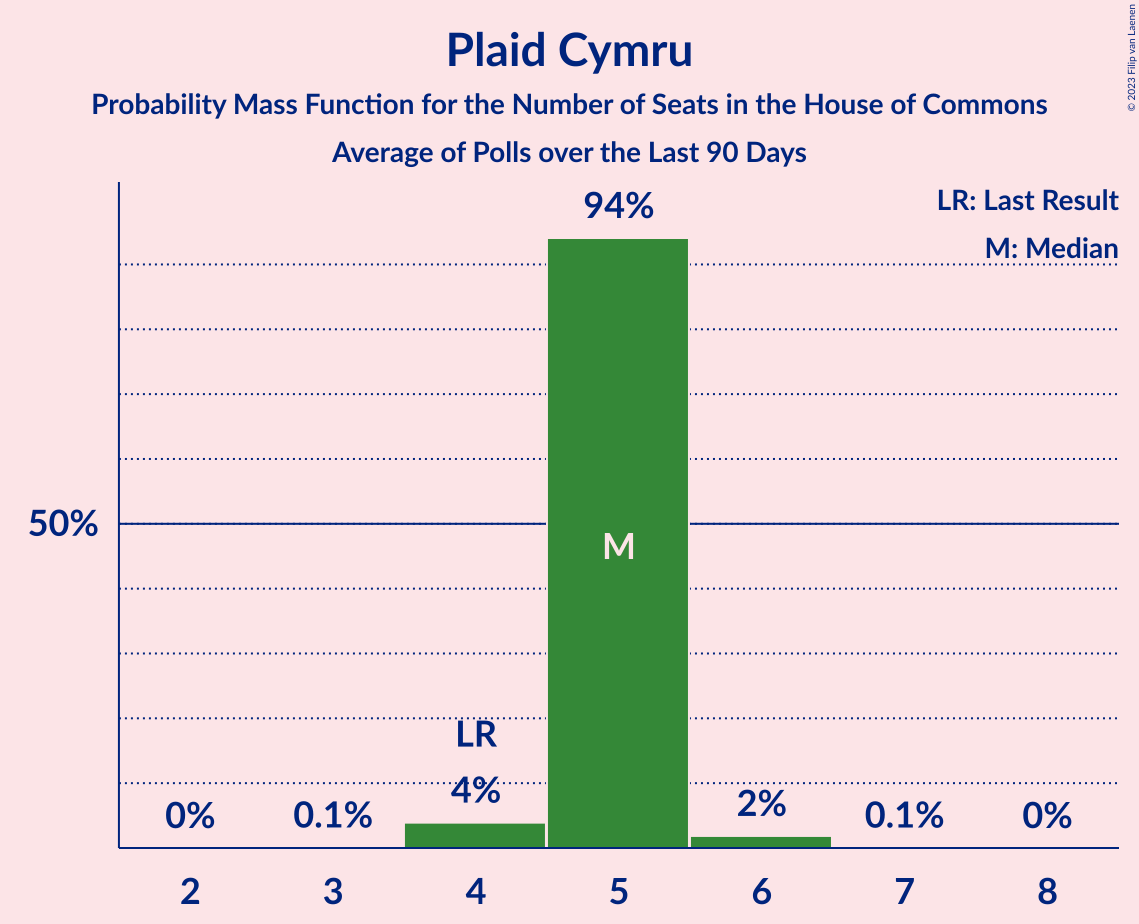 Plaid Cymru
Probability Mass Function for the Number of Seats in the House of Commons
Average of Polls over the Last 90 Days
© 2023 Filip van Laenen
LR: Last Result
M: Median
94%
50%
M
LR
4%
0%
0.1%
2%
0.1%
0%
2
3
4
5
6
7
8